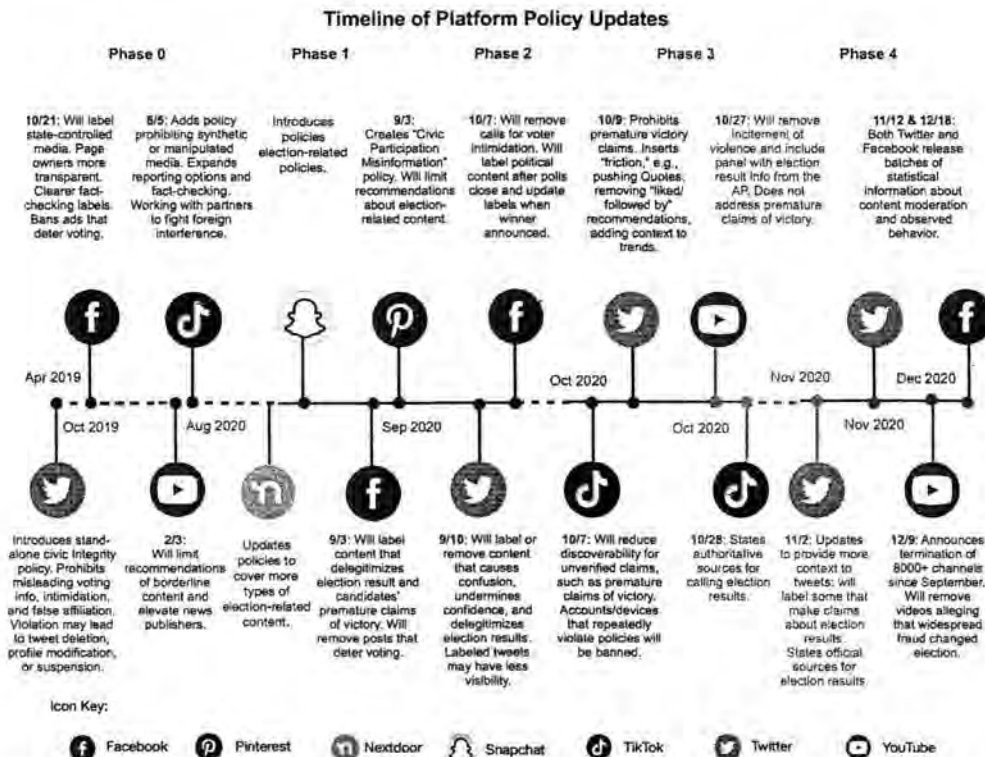 Timeline of Platform Policy Updates
Phase 0
Phase 1
Phase 2
Phase 3
Phase 4
10/21: Will label
state-controlled
media. Page
owners more
transparent.
Clearer fact-
checking labels.
Bans ads that
deter voting.
8/5: Adds policy
prohibiting synthetic
or manipulated
media. Expands
reporting options and
fact-checking.
Working with partners
to fight foreign
interference.
Introduces
policies
election-related
policies.
9/3:
Creates "Civic
Participation
Misinformation"
policy. Will limit
recommendations
about election-
related content.
10/7: Will remove
calls for voter
intimidation. Will
label political
content after polls
close and update
labels when
winner
announced.
10/9: Prohibits
premature victory
claims. Inserts
"friction," e.g.,
pushing Quotes,
removing "liked/
followed by"
recommendations,
adding context to
trends.
10/27: Will remove
incitement of
violence and include
panel with election
result info from the
AP. Does not
address premature
claims of victory.
11/12 & 12/18:
Both Twitter and
Facebook release
batches of
statistical
information about
content moderation
and observed
behavior.
Apr 2019
Oct 2019
Aug 2020
Sep 2020
Oct 2020
Oct 2020
Nov 2020
Nov 2020
Dec 2020
Introduces stand-
alone civic Integrity
policy. Prohibits
misleading voting
info, intimidation,
and false affiliation.
Violation may lead
to tweet deletion,
profile modification,
or suspension.
2/3:
Will limit
recommendations
of borderline
content and
elevate news
publishers.
Updates
policies to
cover more
types of
election-related
content.
9/3: Will label
content that
delegitimizes
election result and
candidates'
premature claims
of victory. Will
remove posts that
deter voting.
9/10: Will label or
remove content
that causes
confusion,
undermines
confidence, and
delegitimizes
election results.
Labeled tweets
may have less
visibility.
10/7: Will reduce
discoverability for
unverified claims,
such as premature
claims of victory.
Accounts/devices
that repeatedly
violate policies will
be banned.
10/28: States
authoritative
sources for
calling election
results.
11/2: Updates
to provide more
context to
tweets: will
label some that
make claims
about election
results.
States official
sources for
election results
12/9: Announces
termination of
8000+ channels
since September.
Will remove
videos alleging
that widespread
fraud changed
election.
Icon Key:
Facebook
Pinterest
Nextdoor
Snapchat
TikTok
Twitter
YouTube